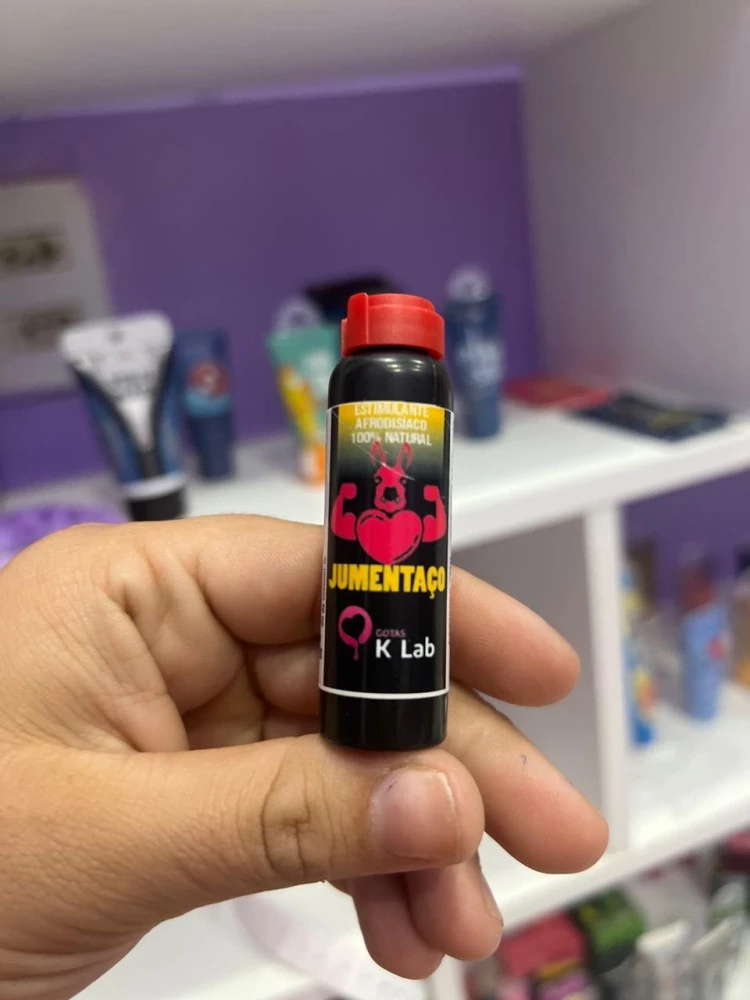 ESTIMULANTE
AFRODISÍACO
100% NATURAL
JUMENTAÇO
GOTAS
K Lab